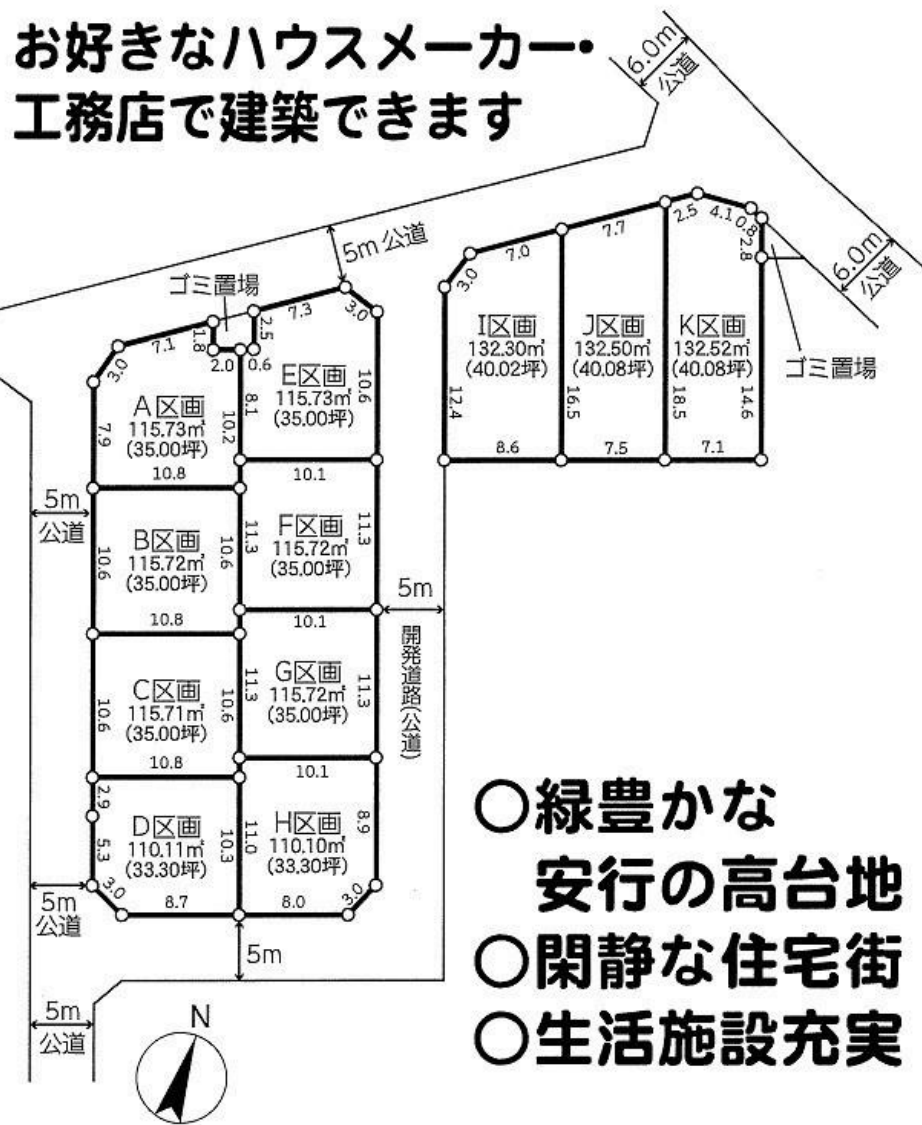 お好きなハウスメーカー・
工務店で建築できます
6.0m
公道
5m 公道
ゴミ置場
7.1
3.0
1.8
2.0
0.6
2.5
7.3
3.0
A区画
115.73㎡
(35.00坪)
7.9
10.2
10.8
E区画
115.73㎡
(35.00坪)
8.1
10.6
10.1
3.0
7.0
7.7
2.5
4.1
0.8
2.8
6.0m
公道
ゴミ置場
I区画
132.30㎡
(40.02坪)
12.4
8.6
J区画
132.50㎡
(40.08坪)
16.5
7.5
K区画
132.52㎡
(40.08坪)
18.5
14.6
7.1
5m
公道
B区画
115.72㎡
(35.00坪)
10.6
10.6
10.8
F区画
115.72㎡
(35.00坪)
11.3
11.3
10.1
5m
開発道路(公道)
C区画
115.71㎡
(35.00坪)
10.6
10.6
10.8
G区画
115.72㎡
(35.00坪)
11.3
11.3
10.1
D区画
110.11㎡
(33.30坪)
2.9
5.3
3.0
10.3
8.7
H区画
110.10㎡
(33.30坪)
11.0
8.9
3.0
8.0
5m
公道
5m
5m
公道
N
○緑豊かな
安行の高台地
○閑静な住宅街
○生活施設充実